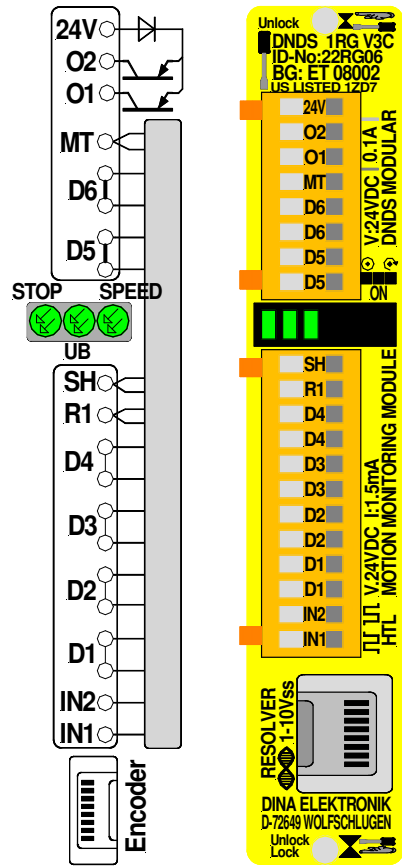 24V
O2
O1
MT
D6
D5
STOP SPEED
UB
SH
R1
D4
D3
D2
D1
IN2
IN1
Encoder
Unlock
DNDS 1RG V3C
ID-No:22RG06
BG: ET 08002
US LISTED 1ZD7
24V
O2
O1
MT
D6
D6
D5
D5
V:24VDC 0.1A
DNDS MODULAR
ON
SH
R1
D4
D4
D3
D3
D2
D2
D1
D1
IN2
IN1
V.24VDC I:1.5mA
HTL MOTION MONITORING MODULE
RESOLVER
1-10Vss
DINA ELEKTRONIK
D-72649 WOLFSCHLUGEN
Unlock
Lock